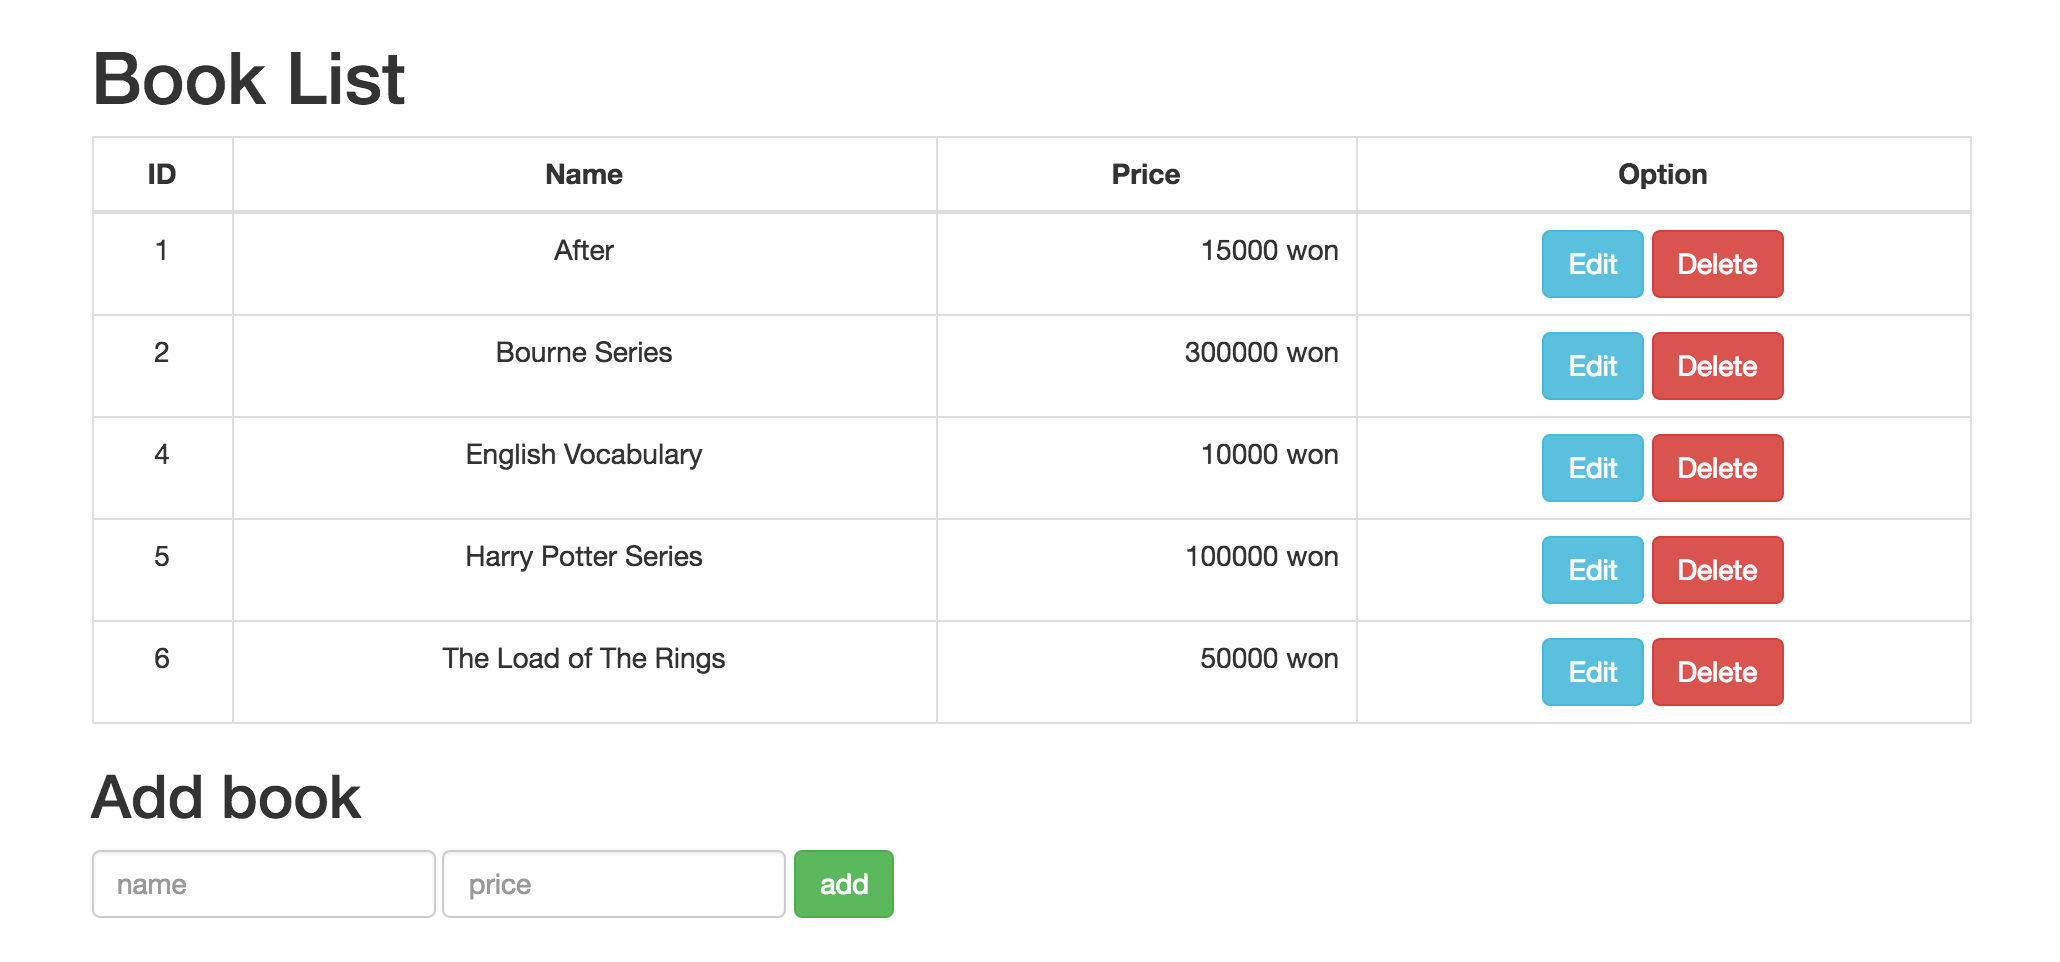 Book List
ID Name Price Option
1 After 15000 won Edit Delete
2 Bourne Series 300000 won Edit Delete
4 English Vocabulary 10000 won Edit Delete
5 Harry Potter Series 100000 won Edit Delete
6 The Load of The Rings 50000 won Edit Delete
Add book
name price add